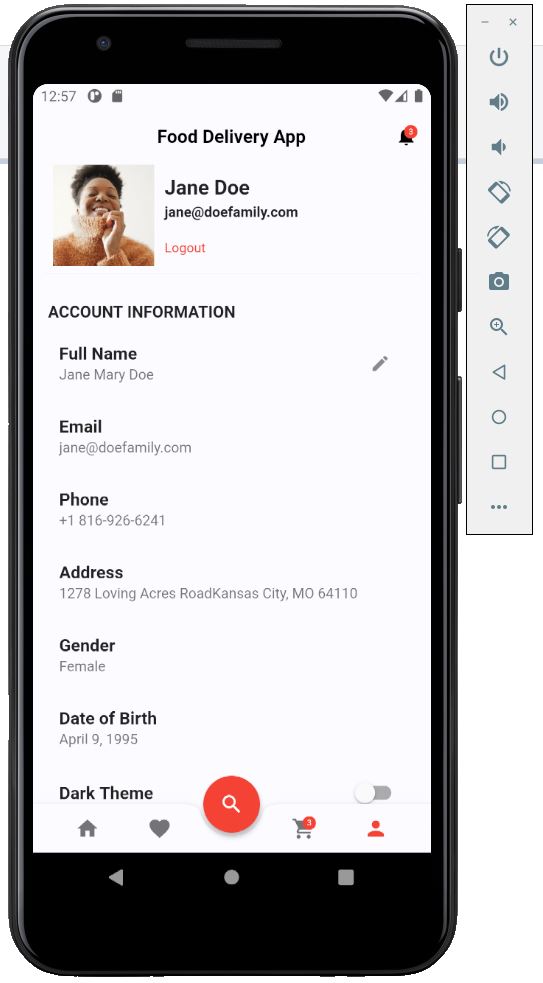 12:57
Food Delivery App
3
Jane Doe
jane@doefamily.com
Logout
ACCOUNT INFORMATION
Full Name
Jane Mary Doe
Email
jane@doefamily.com
Phone
+1 816-926-6241
Address
1278 Loving Acres RoadKansas City, MO 64110
Gender
Female
Date of Birth
April 9, 1995
Dark Theme
3